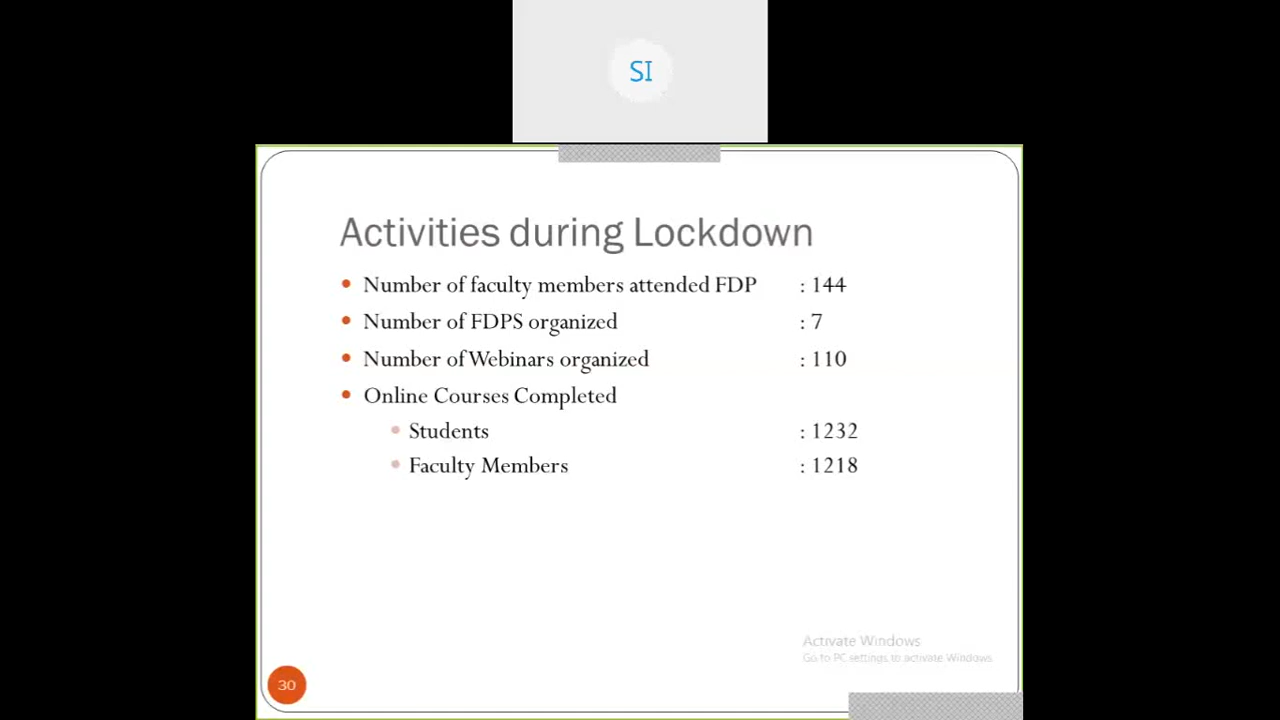 SI
Activities during Lockdown
• Number of faculty members attended FDP : 144
• Number of FDPS organized : 7
• Number of Webinars organized : 110
• Online Courses Completed
• Students : 1232
• Faculty Members : 1218
Activate Windows
Go to PC settings to activate Windows.
30